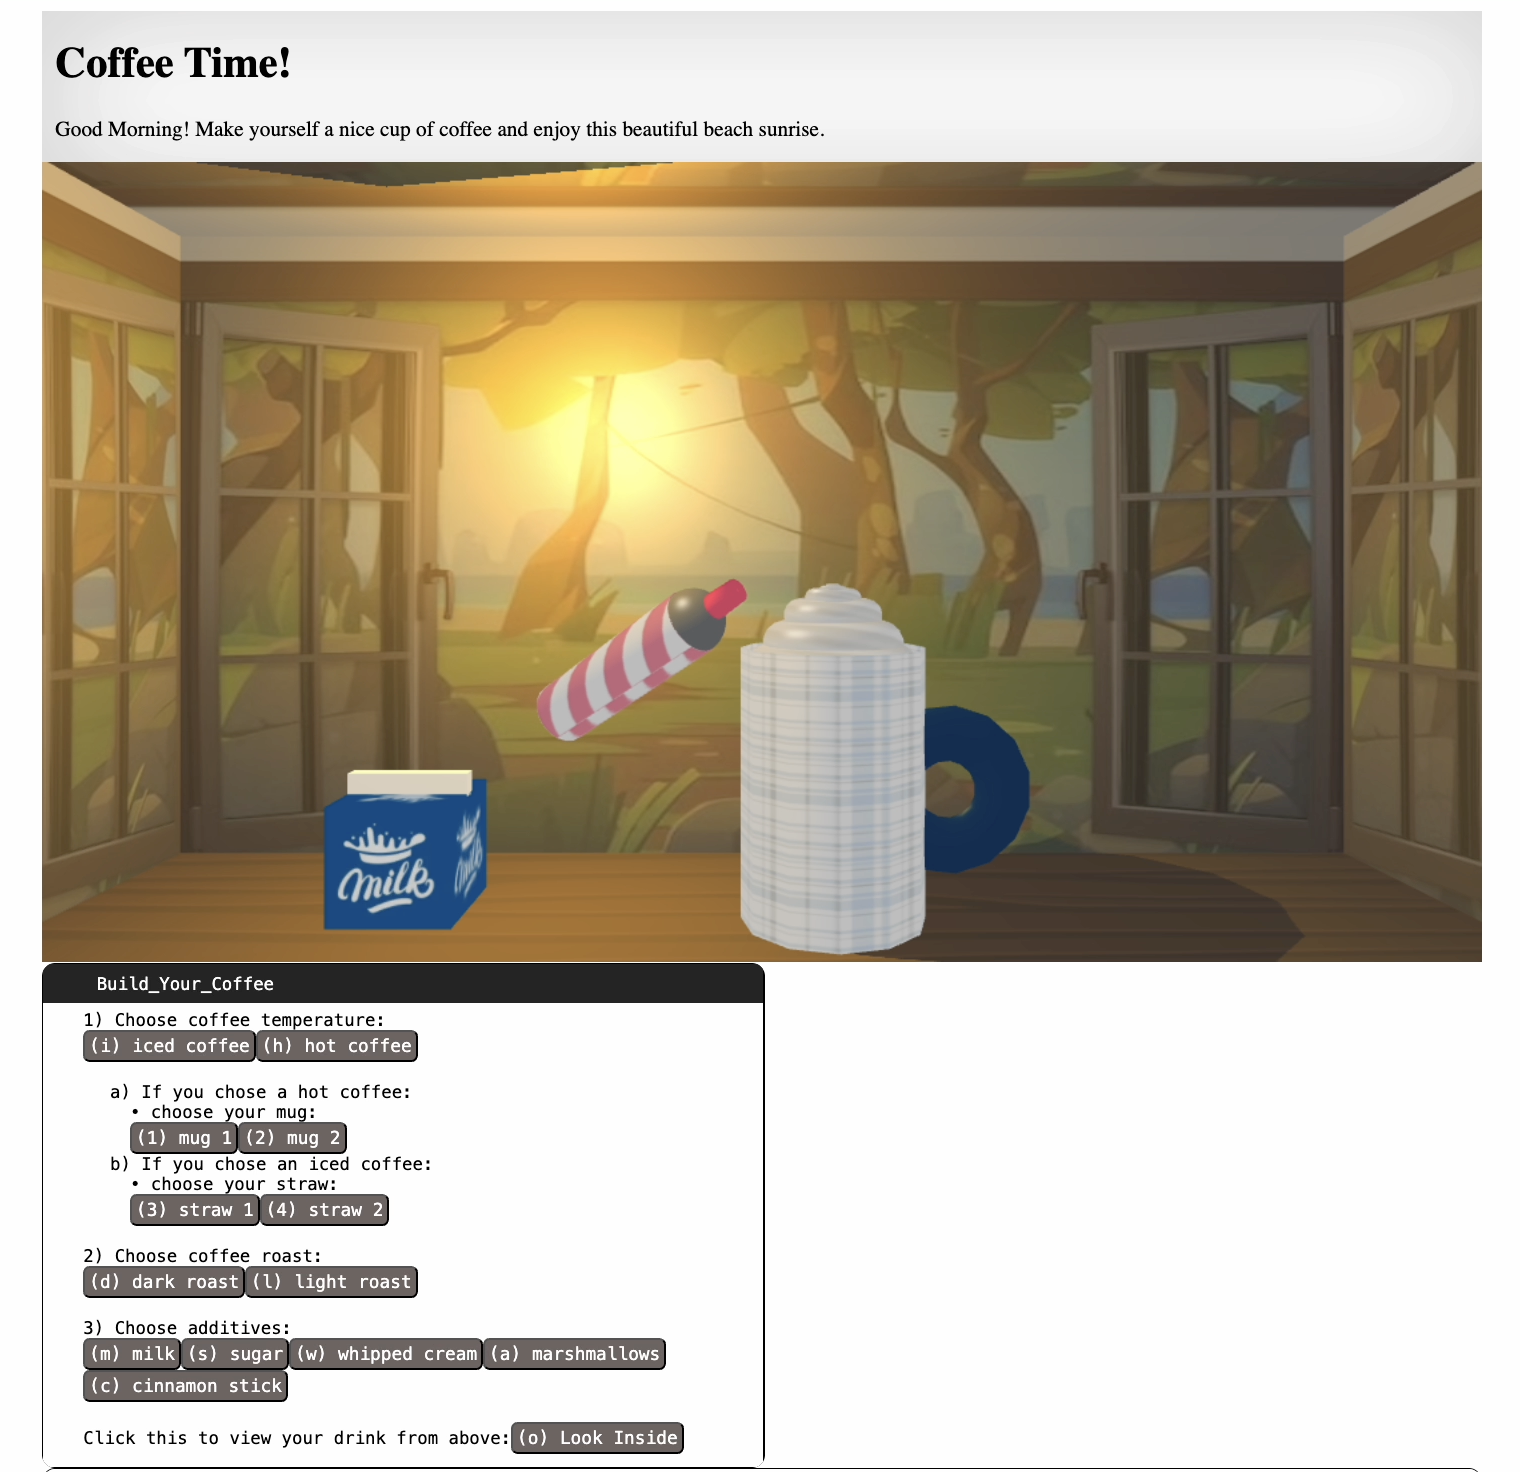 Coffee Time!
Good Morning! Make yourself a nice cup of coffee and enjoy this beautiful beach sunrise.
milk
milk
Build_Your_Coffee
1) Choose coffee temperature:
(i) iced coffee (h) hot coffee
a) If you chose a hot coffee:
• choose your mug:
(1) mug 1 (2) mug 2
b) If you chose an iced coffee:
• choose your straw:
(3) straw 1 (4) straw 2
2) Choose coffee roast:
(d) dark roast (l) light roast
3) Choose additives:
(m) milk (s) sugar (w) whipped cream (a) marshmallows
(c) cinnamon stick
Click this to view your drink from above: (o) Look Inside